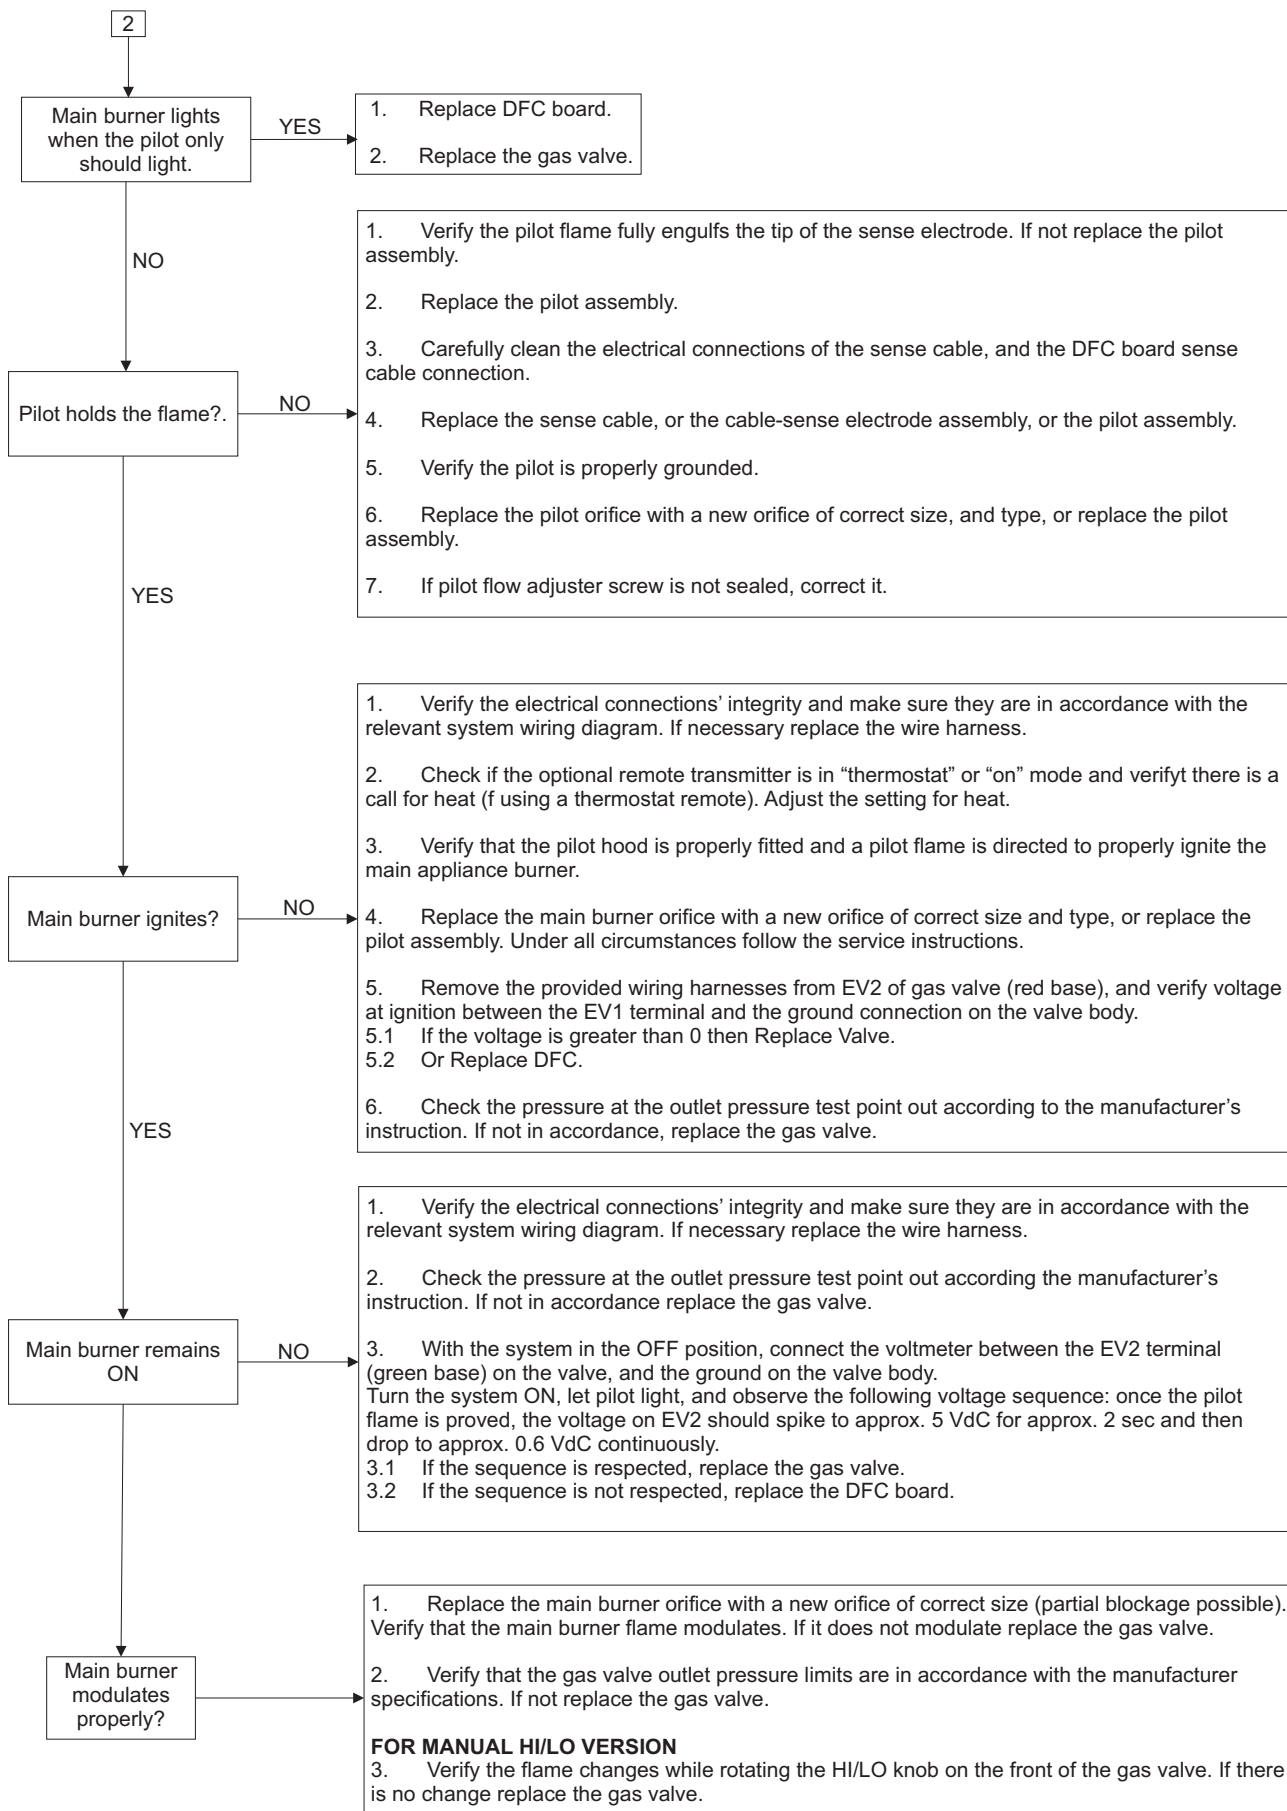 2
Main burner lights
when the pilot only
should light.
YES
1. Replace DFC board.
2. Replace the gas valve.
NO
1. Verify the pilot flame fully engulfs the tip of the sense electrode. If not replace the pilot
assembly.
2. Replace the pilot assembly.
3. Carefully clean the electrical connections of the sense cable, and the DFC board sense
cable connection.
4. Replace the sense cable, or the cable-sense electrode assembly, or the pilot assembly.
5. Verify the pilot is properly grounded.
6. Replace the pilot orifice with a new orifice of correct size, and type, or replace the pilot
assembly.
7. If pilot flow adjuster screw is not sealed, correct it.
Pilot holds the flame?.
NO
YES
1. Verify the electrical connections’ integrity and make sure they are in accordance with the
relevant system wiring diagram. If necessary replace the wire harness.
2. Check if the optional remote transmitter is in “thermostat” or “on” mode and verifyt there is a
call for heat (f using a thermostat remote). Adjust the setting for heat.
3. Verify that the pilot hood is properly fitted and a pilot flame is directed to properly ignite the
main appliance burner.
4. Replace the main burner orifice with a new orifice of correct size and type, or replace the
pilot assembly. Under all circumstances follow the service instructions.
5. Remove the provided wiring harnesses from EV2 of gas valve (red base), and verify voltage
at ignition between the EV1 terminal and the ground connection on the valve body.
5.1 If the voltage is greater than 0 then Replace Valve.
5.2 Or Replace DFC.
6. Check the pressure at the outlet pressure test point out according to the manufacturer’s
instruction. If not in accordance, replace the gas valve.
Main burner ignites?
NO
YES
1. Verify the electrical connections’ integrity and make sure they are in accordance with the
relevant system wiring diagram. If necessary replace the wire harness.
2. Check the pressure at the outlet pressure test point out according the manufacturer’s
instruction. If not in accordance replace the gas valve.
3. With the system in the OFF position, connect the voltmeter between the EV2 terminal
(green base) on the valve, and the ground on the valve body.
Turn the system ON, let pilot light, and observe the following voltage sequence: once the pilot
flame is proved, the voltage on EV2 should spike to approx. 5 VdC for approx. 2 sec and then
drop to approx. 0.6 VdC continuously.
3.1 If the sequence is respected, replace the gas valve.
3.2 If the sequence is not respected, replace the DFC board.
Main burner remains
ON
NO
1. Replace the main burner orifice with a new orifice of correct size (partial blockage possible).
Verify that the main burner flame modulates. If it does not modulate replace the gas valve.
2. Verify that the gas valve outlet pressure limits are in accordance with the manufacturer
specifications. If not replace the gas valve.
FOR MANUAL HI/LO VERSION
3. Verify the flame changes while rotating the HI/LO knob on the front of the gas valve. If there
is no change replace the gas valve.
Main burner
modulates
properly?